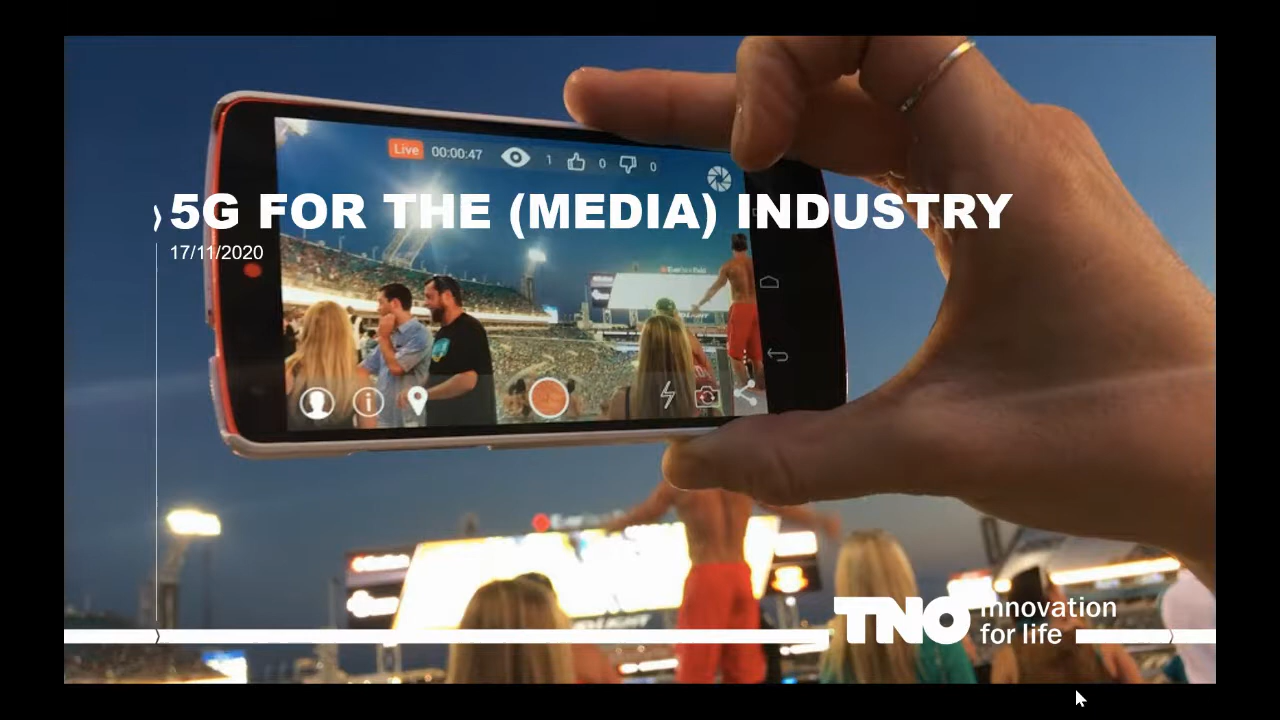 Live 00:00:47 1 0 0
5G FOR THE (MEDIA) INDUSTRY
17/11/2020
TNO innovation
for life